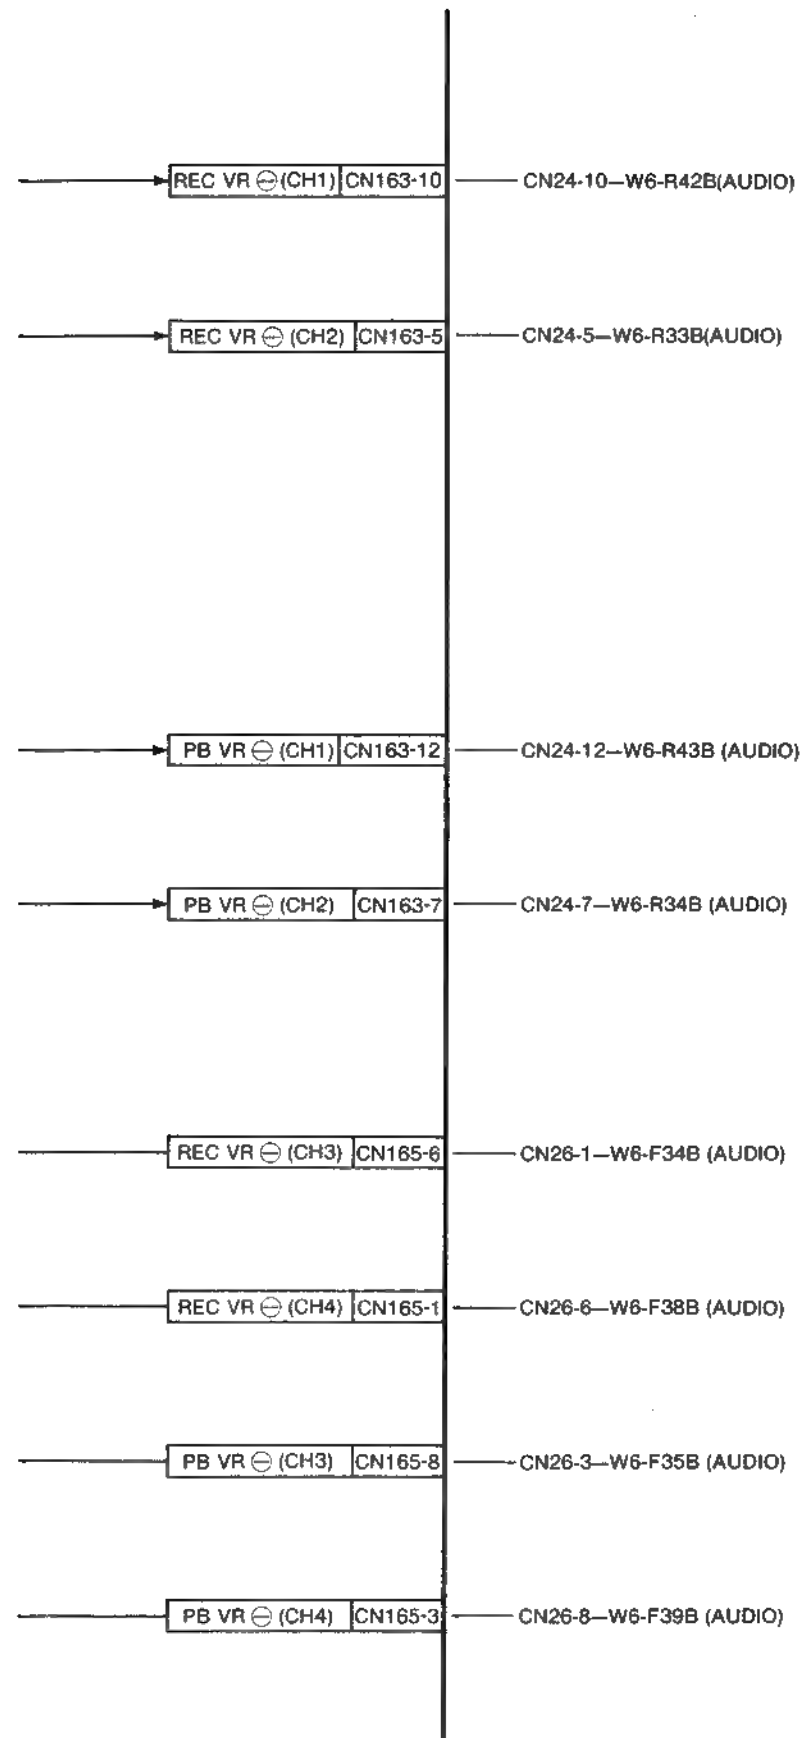 REC VR ⊖ (CH1) CN163-10 CN24-10—W6-R42B(AUDIO)
REC VR ⊖ (CH2) CN163-5 CN24-5—W6-R33B(AUDIO)
PB VR ⊖ (CH1) CN163-12 CN24-12—W6-R43B (AUDIO)
PB VR ⊖ (CH2) CN163-7 CN24-7—W6-R34B (AUDIO)
REC VR ⊖ (CH3) CN165-6 CN26-1—W6-F34B (AUDIO)
REC VR ⊖ (CH4) CN165-1 CN26-6—W6-F38B (AUDIO)
PB VR ⊖ (CH3) CN165-8 CN26-3—W6-F35B (AUDIO)
PB VR ⊖ (CH4) CN165-3 CN26-8—W6-F39B (AUDIO)